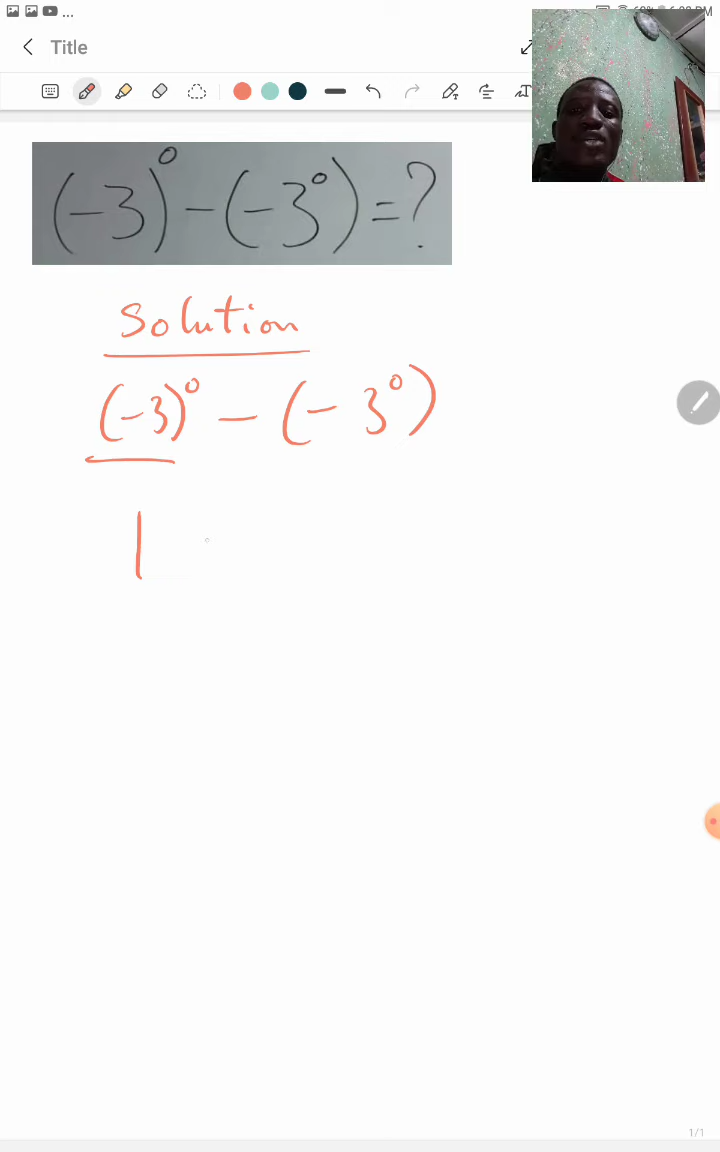 Title
(-3)⁰-(-3⁰)=?
Solution
(-3)⁰ - (-3⁰)
1
1/1